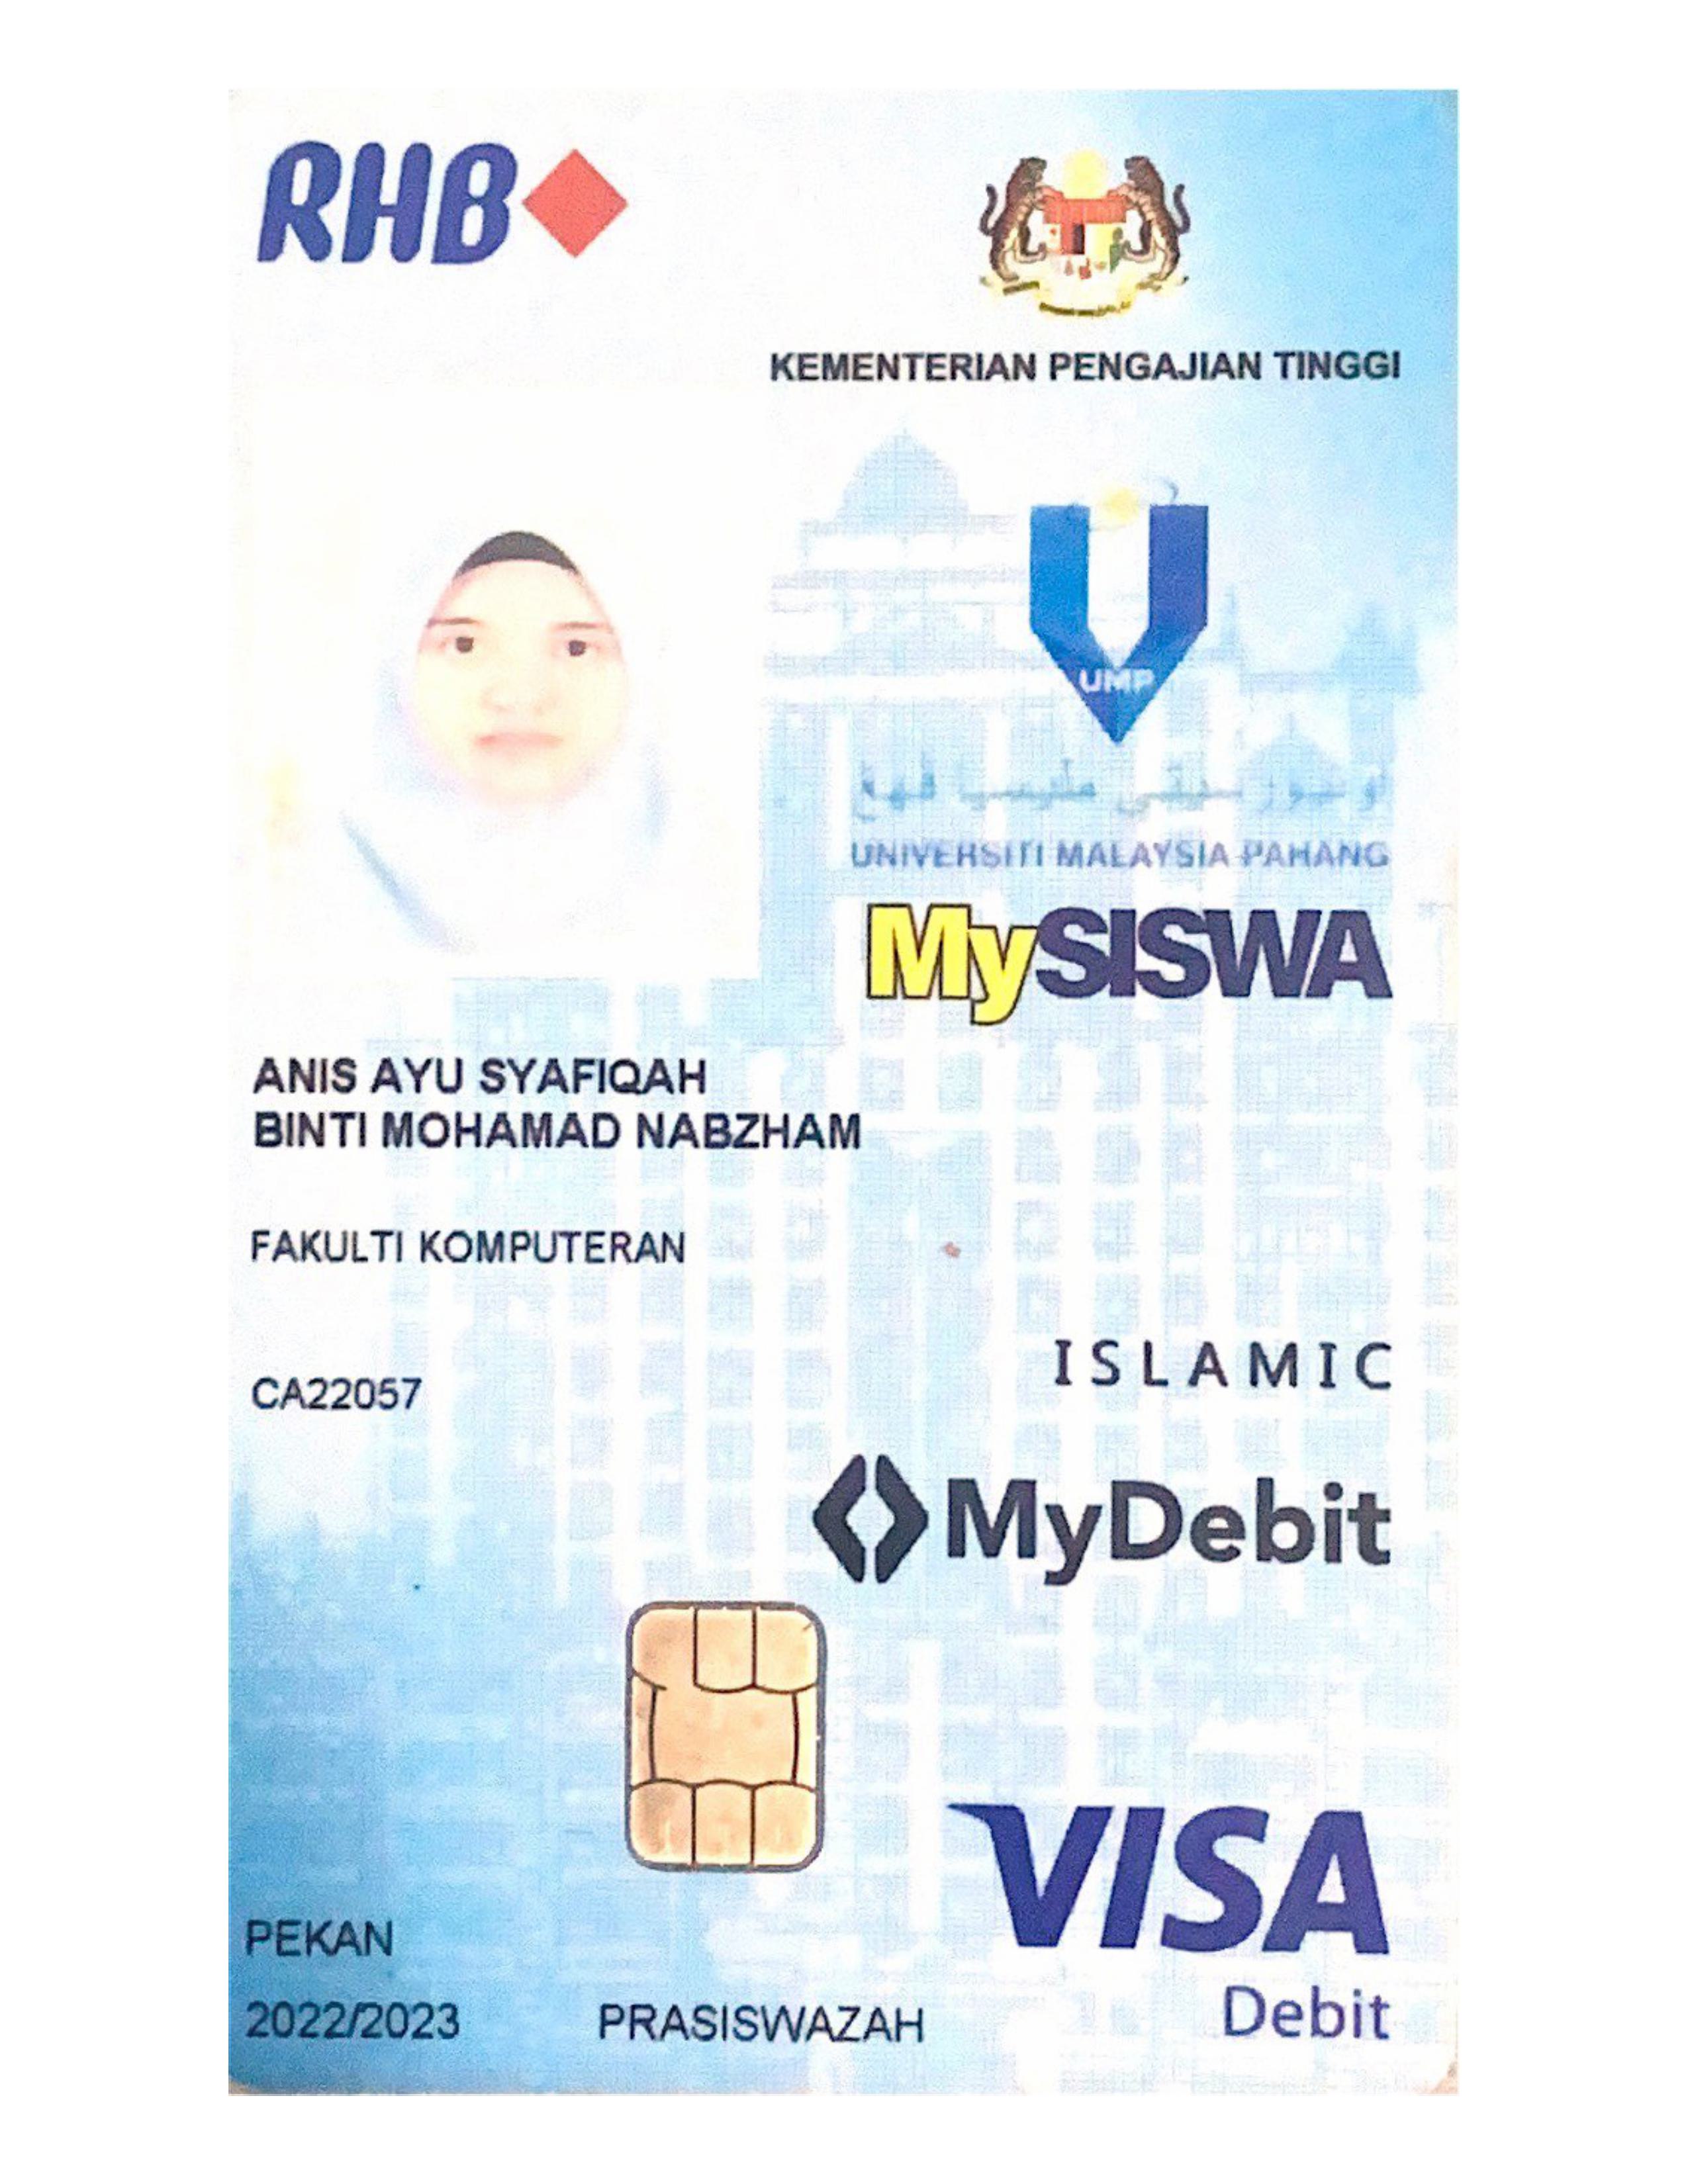 RHB
KEMENTERIAN PENGAJIAN TINGGI
UMP
UNIVERSITI MALAYSIA PAHANG
MySISWA
ANIS AYU SYAFIQAH
BINTI MOHAMAD NABZHAM
FAKULTI KOMPUTERAN
ISLAMIC
CA22057
MyDebit
VISA
Debit
PEKAN
2022/2023 PRASISWAZAH